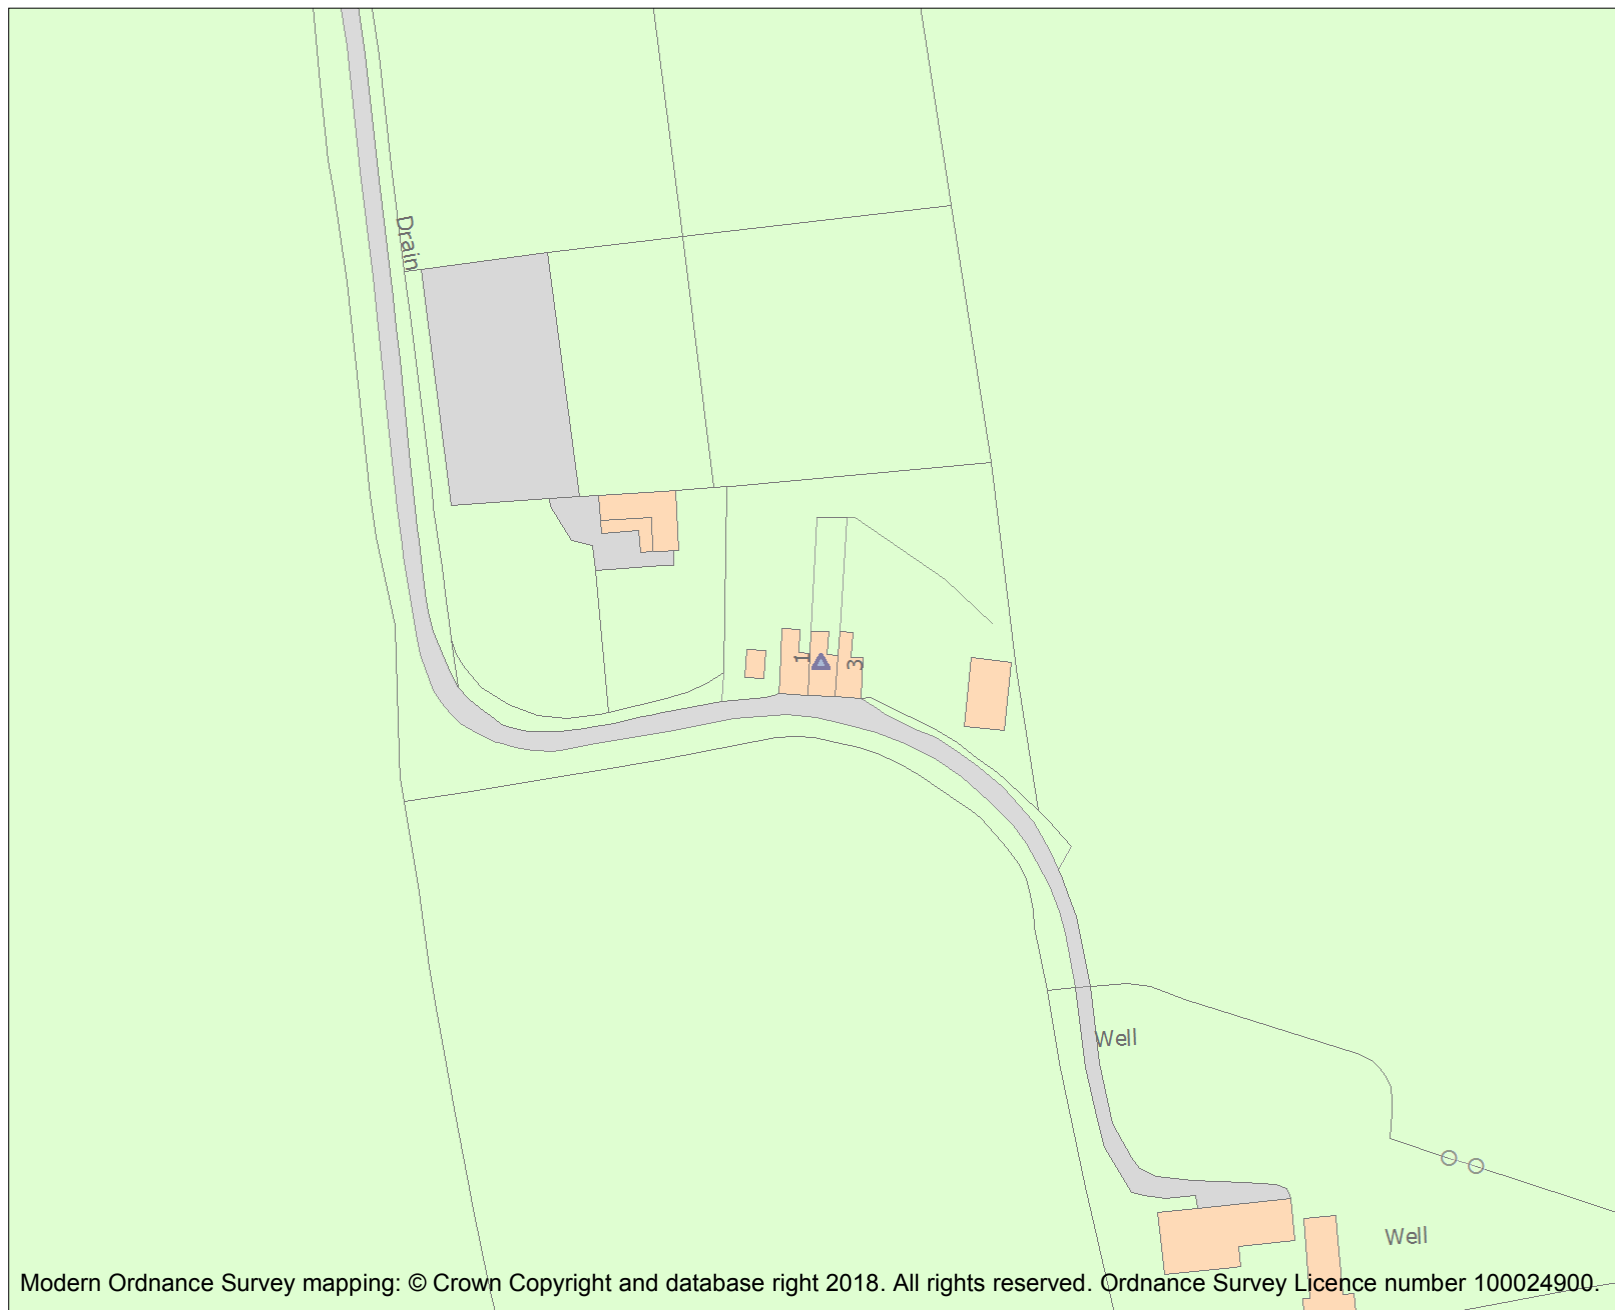 Drain
1
3
Well
Well
Modern Ordnance Survey mapping: © Crown Copyright and database right 2018. All rights reserved. Ordnance Survey Licence number 100024900.